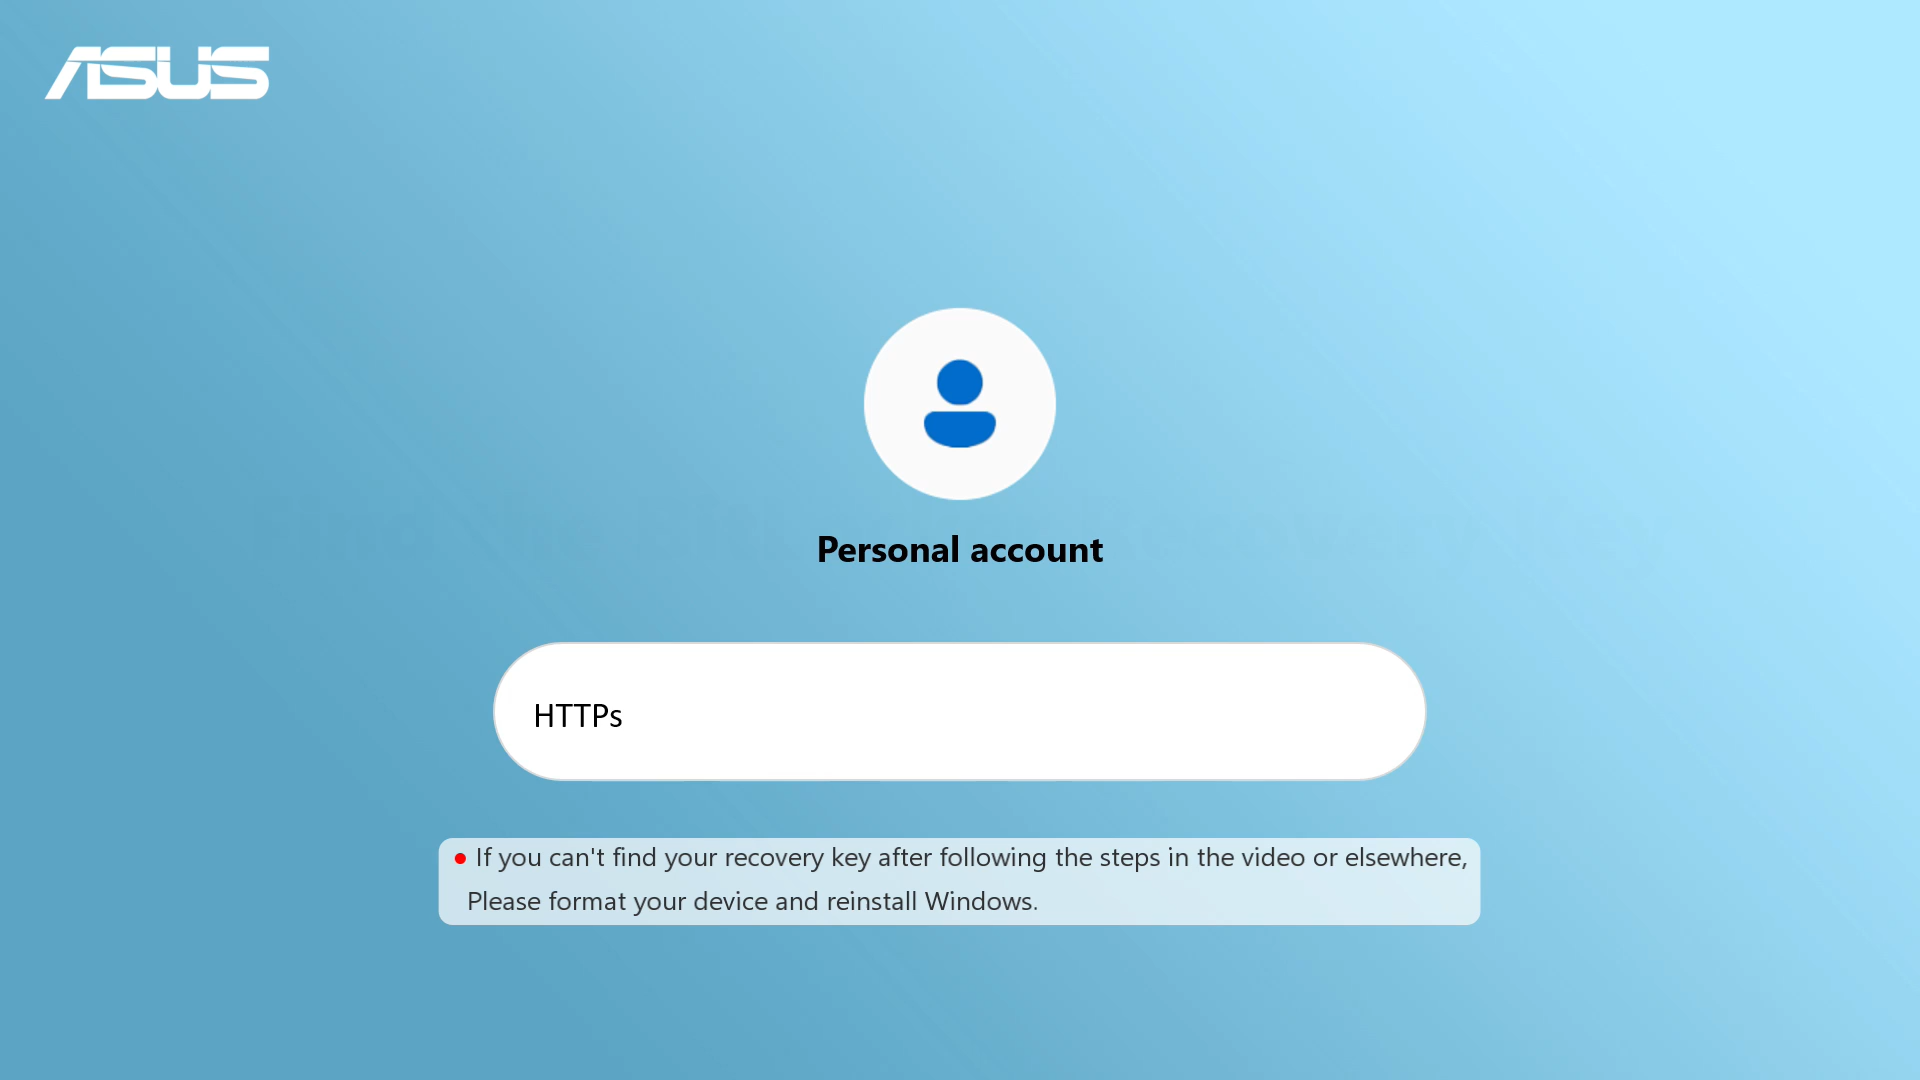 ASUS
Personal account
HTTPs
If you can't find your recovery key after following the steps in the video or elsewhere,
Please format your device and reinstall Windows.